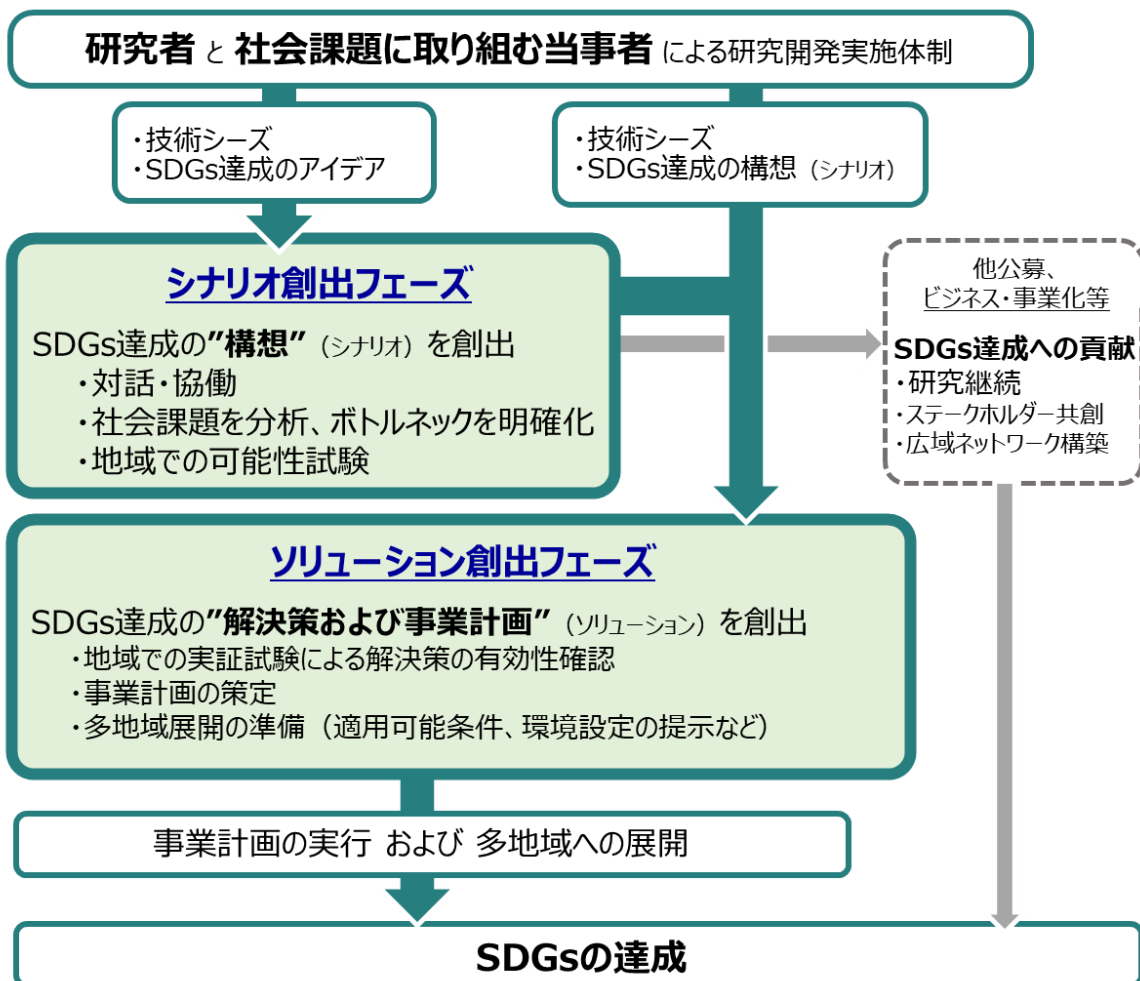 研究者 と 社会課題に取り組む当事者 による研究開発実施体制
・技術シーズ
・SDGs達成のアイデア
・技術シーズ
・SDGs達成の構想（シナリオ）
シナリオ創出フェーズ
SDGs達成の”構想”（シナリオ）を創出
・対話・協働
・社会課題を分析、ボトルネックを明確化
・地域での可能性試験
他公募、
ビジネス・事業化等
SDGs達成への貢献
・研究継続
・ステークホルダー共創
・広域ネットワーク構築
ソリューション創出フェーズ
SDGs達成の”解決策および事業計画”（ソリューション）を創出
・地域での実証試験による解決策の有効性確認
・事業計画の策定
・多地域展開の準備（適用可能条件、環境設定の提示など）
事業計画の実行 および 多地域への展開
SDGsの達成